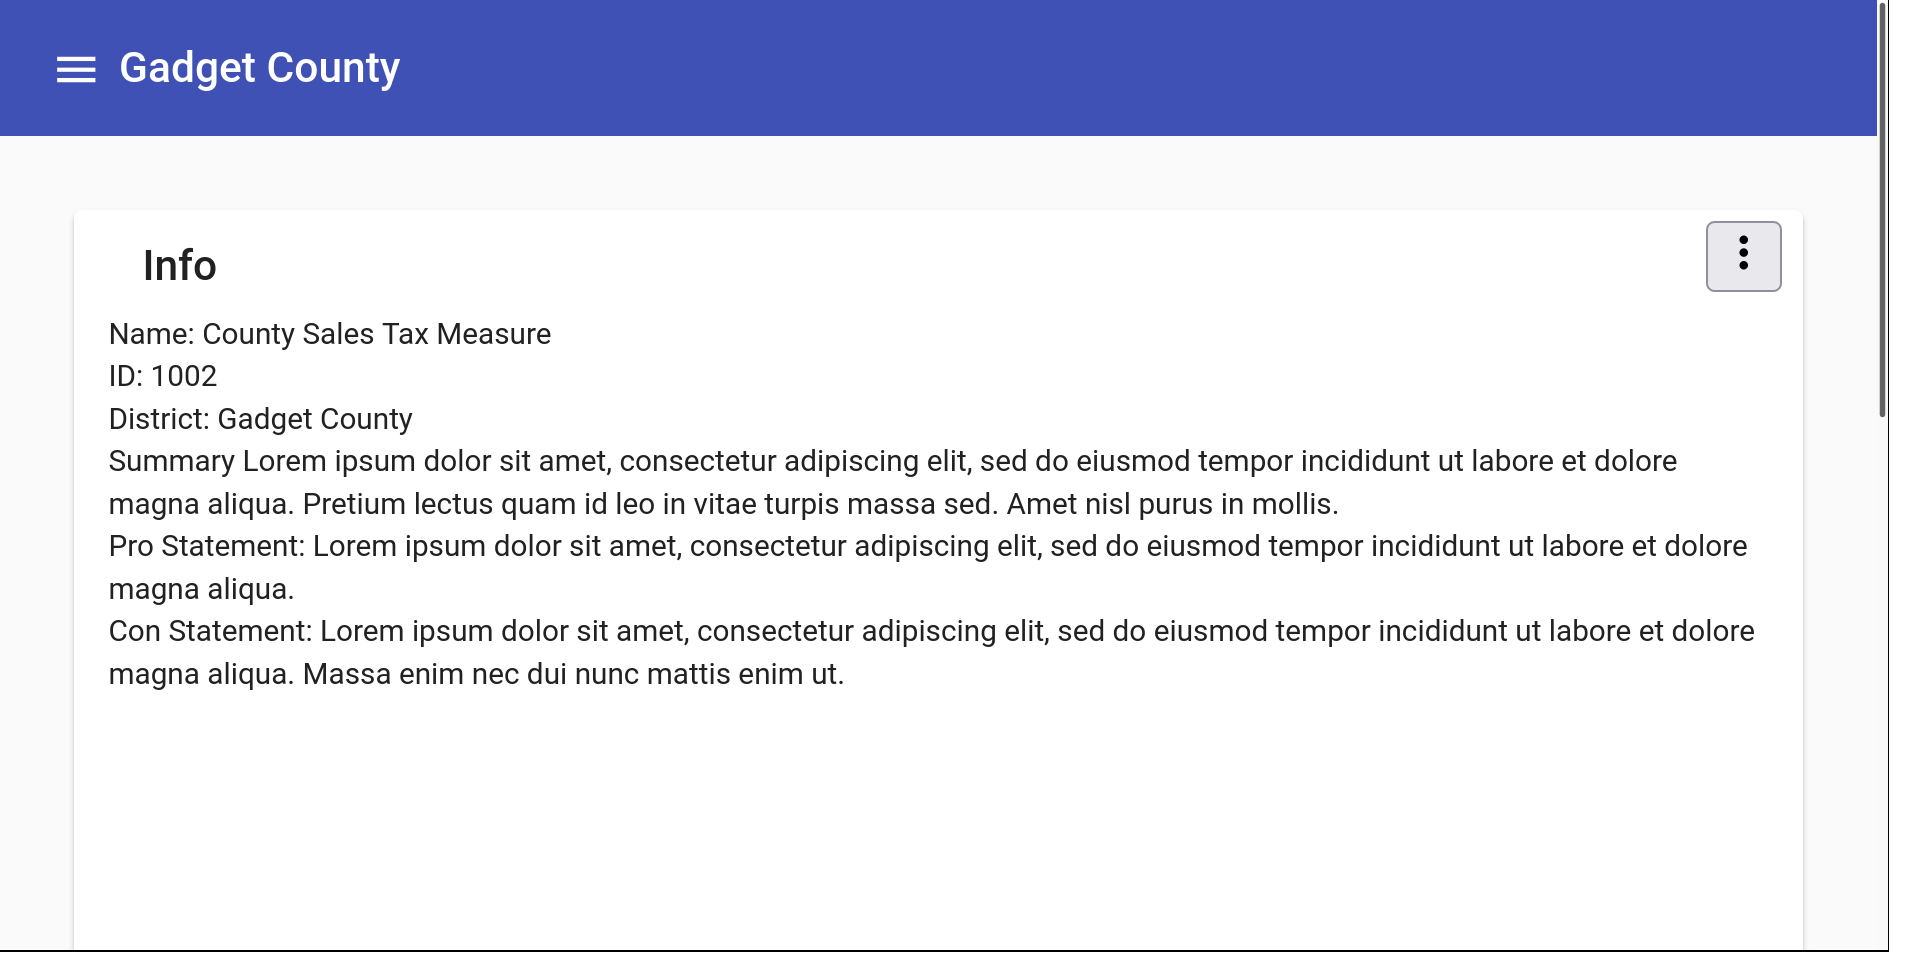 Gadget County
Info
Name: County Sales Tax Measure
ID: 1002
District: Gadget County
Summary Lorem ipsum dolor sit amet, consectetur adipiscing elit, sed do eiusmod tempor incididunt ut labore et dolore
magna aliqua. Pretium lectus quam id leo in vitae turpis massa sed. Amet nisl purus in mollis.
Pro Statement: Lorem ipsum dolor sit amet, consectetur adipiscing elit, sed do eiusmod tempor incididunt ut labore et dolore
magna aliqua.
Con Statement: Lorem ipsum dolor sit amet, consectetur adipiscing elit, sed do eiusmod tempor incididunt ut labore et dolore
magna aliqua. Massa enim nec dui nunc mattis enim ut.